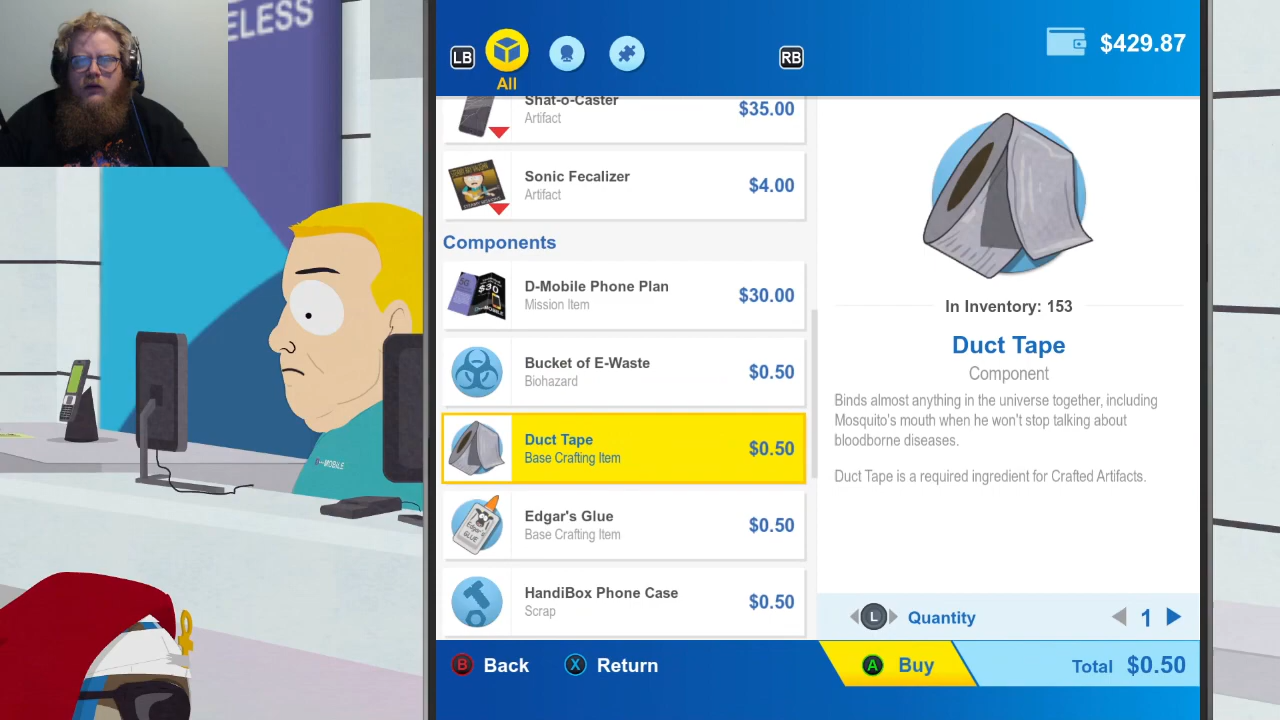 ELESS
LB
RB
All
$429.87
Shat-o-Caster
Artifact
$35.00
Sonic Fecalizer
Artifact
$4.00
Components
D-Mobile Phone Plan
Mission Item
$30.00
Bucket of E-Waste
Biohazard
$0.50
Duct Tape
Base Crafting Item
$0.50
Edgar's Glue
Base Crafting Item
$0.50
HandiBox Phone Case
Scrap
$0.50
In Inventory: 153
Duct Tape
Component
Binds almost anything in the universe together, including
Mosquito's mouth when he won't stop talking about
bloodborne diseases.
Duct Tape is a required ingredient for Crafted Artifacts.
L Quantity 1
B Back
X Return
A Buy
Total $0.50